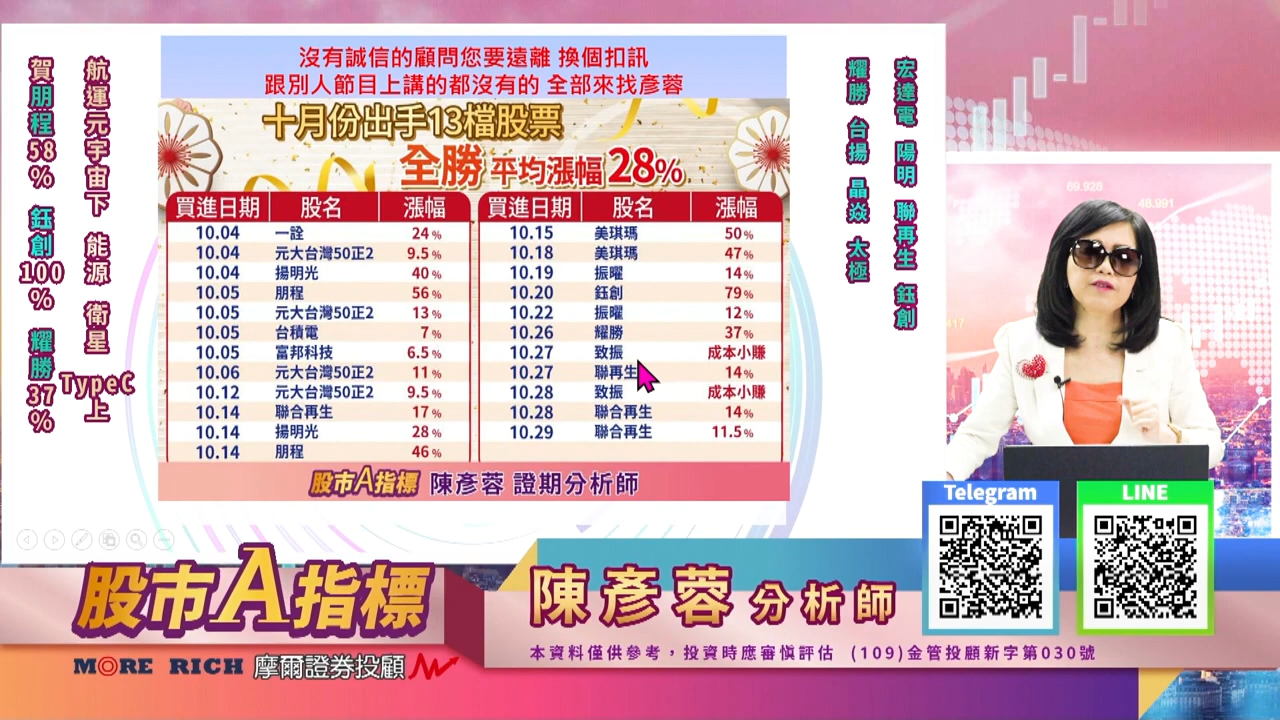 沒有誠信的顧問您要遠離 換個扣訊
跟別人節目上講的都沒有的 全部來找彥蓉
十月份出手13檔股票
全勝 平均漲幅 28%
買進日期 股名 漲幅
10.04 一詮 24%
10.04 元大台灣50正2 9.5%
10.04 揚明光 40%
10.05 朋程 56%
10.05 元大台灣50正2 13%
10.05 台積電 7%
10.05 富邦科技 6.5%
10.06 元大台灣50正2 11%
10.12 元大台灣50正2 9.5%
10.14 聯合再生 17%
10.14 揚明光 28%
10.14 朋程 46%
買進日期 股名 漲幅
10.15 美琪瑪 50%
10.18 美琪瑪 47%
10.19 振曜 14%
10.20 鈺創 79%
10.22 振曜 12%
10.26 耀勝 37%
10.27 致振 成本小賺
10.27 聯再生 14%
10.28 致振 成本小賺
10.28 聯合再生 14%
10.29 聯合再生 11.5%
股市A指標 陳彥蓉 證期分析師
航運元宇宙下 能源 衛星 TypeC上
賀朋程58% 鈺創100% 耀勝37%
宏達電 陽明 聯再生 鈺創
耀勝 台揚 晶焱 太極
69.928
48.991
417
Telegram
LINE
股市A指標
陳彥蓉 分析師
本資料僅供參考，投資時應審慎評估 (109)金管投顧新字第030號
MORE RICH 摩爾證券投顧